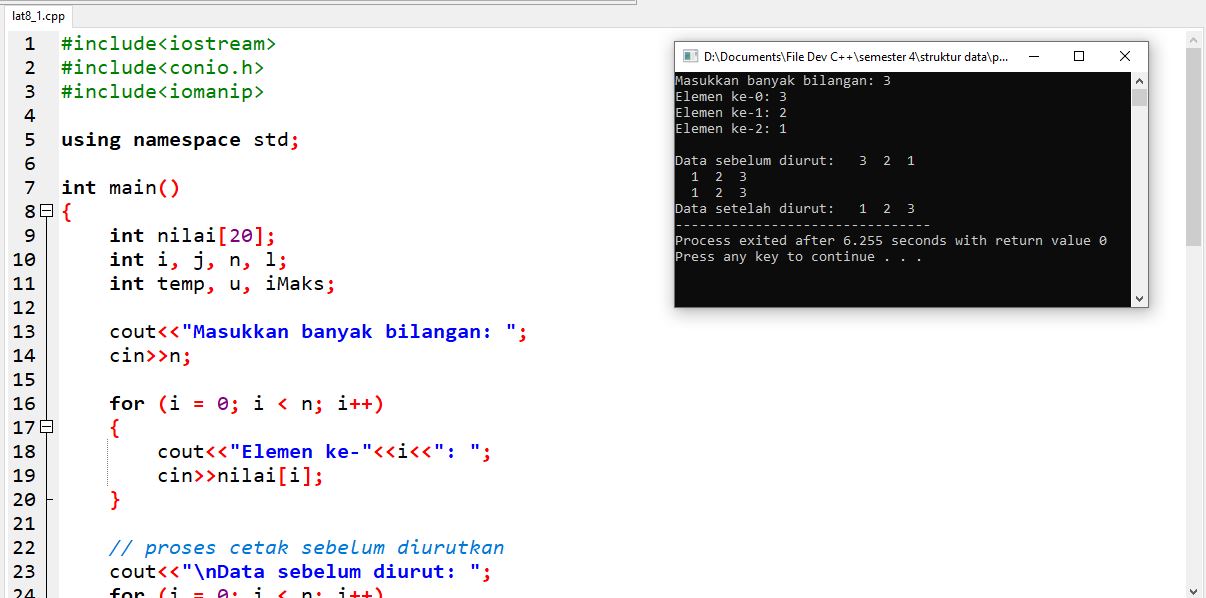 lat8_1.cpp
1 #include<iostream>
2 #include<conio.h>
3 #include<iomanip>
4
5 using namespace std;
6
7 int main()
8 {
9 int nilai[20];
10 int i, j, n, l;
11 int temp, u, iMaks;
12
13 cout<<"Masukkan banyak bilangan: ";
14 cin>>n;
15
16 for (i = 0; i < n; i++)
17 {
18 cout<<"Elemen ke-"<<i<<": ";
19 cin>>nilai[i];
20 }
21
22 // proses cetak sebelum diurutkan
23 cout<<"\nData sebelum diurut: ";
24 for (i = 0; i < n; i++)
D:\Documents\File Dev C++\semester 4\struktur data\p...
Masukkan banyak bilangan: 3
Elemen ke-0: 3
Elemen ke-1: 2
Elemen ke-2: 1
Data sebelum diurut:   3  2  1
1  2  3
1  2  3
Data setelah diurut:   1  2  3
--------------------------------
Process exited after 6.255 seconds with return value 0
Press any key to continue . . .